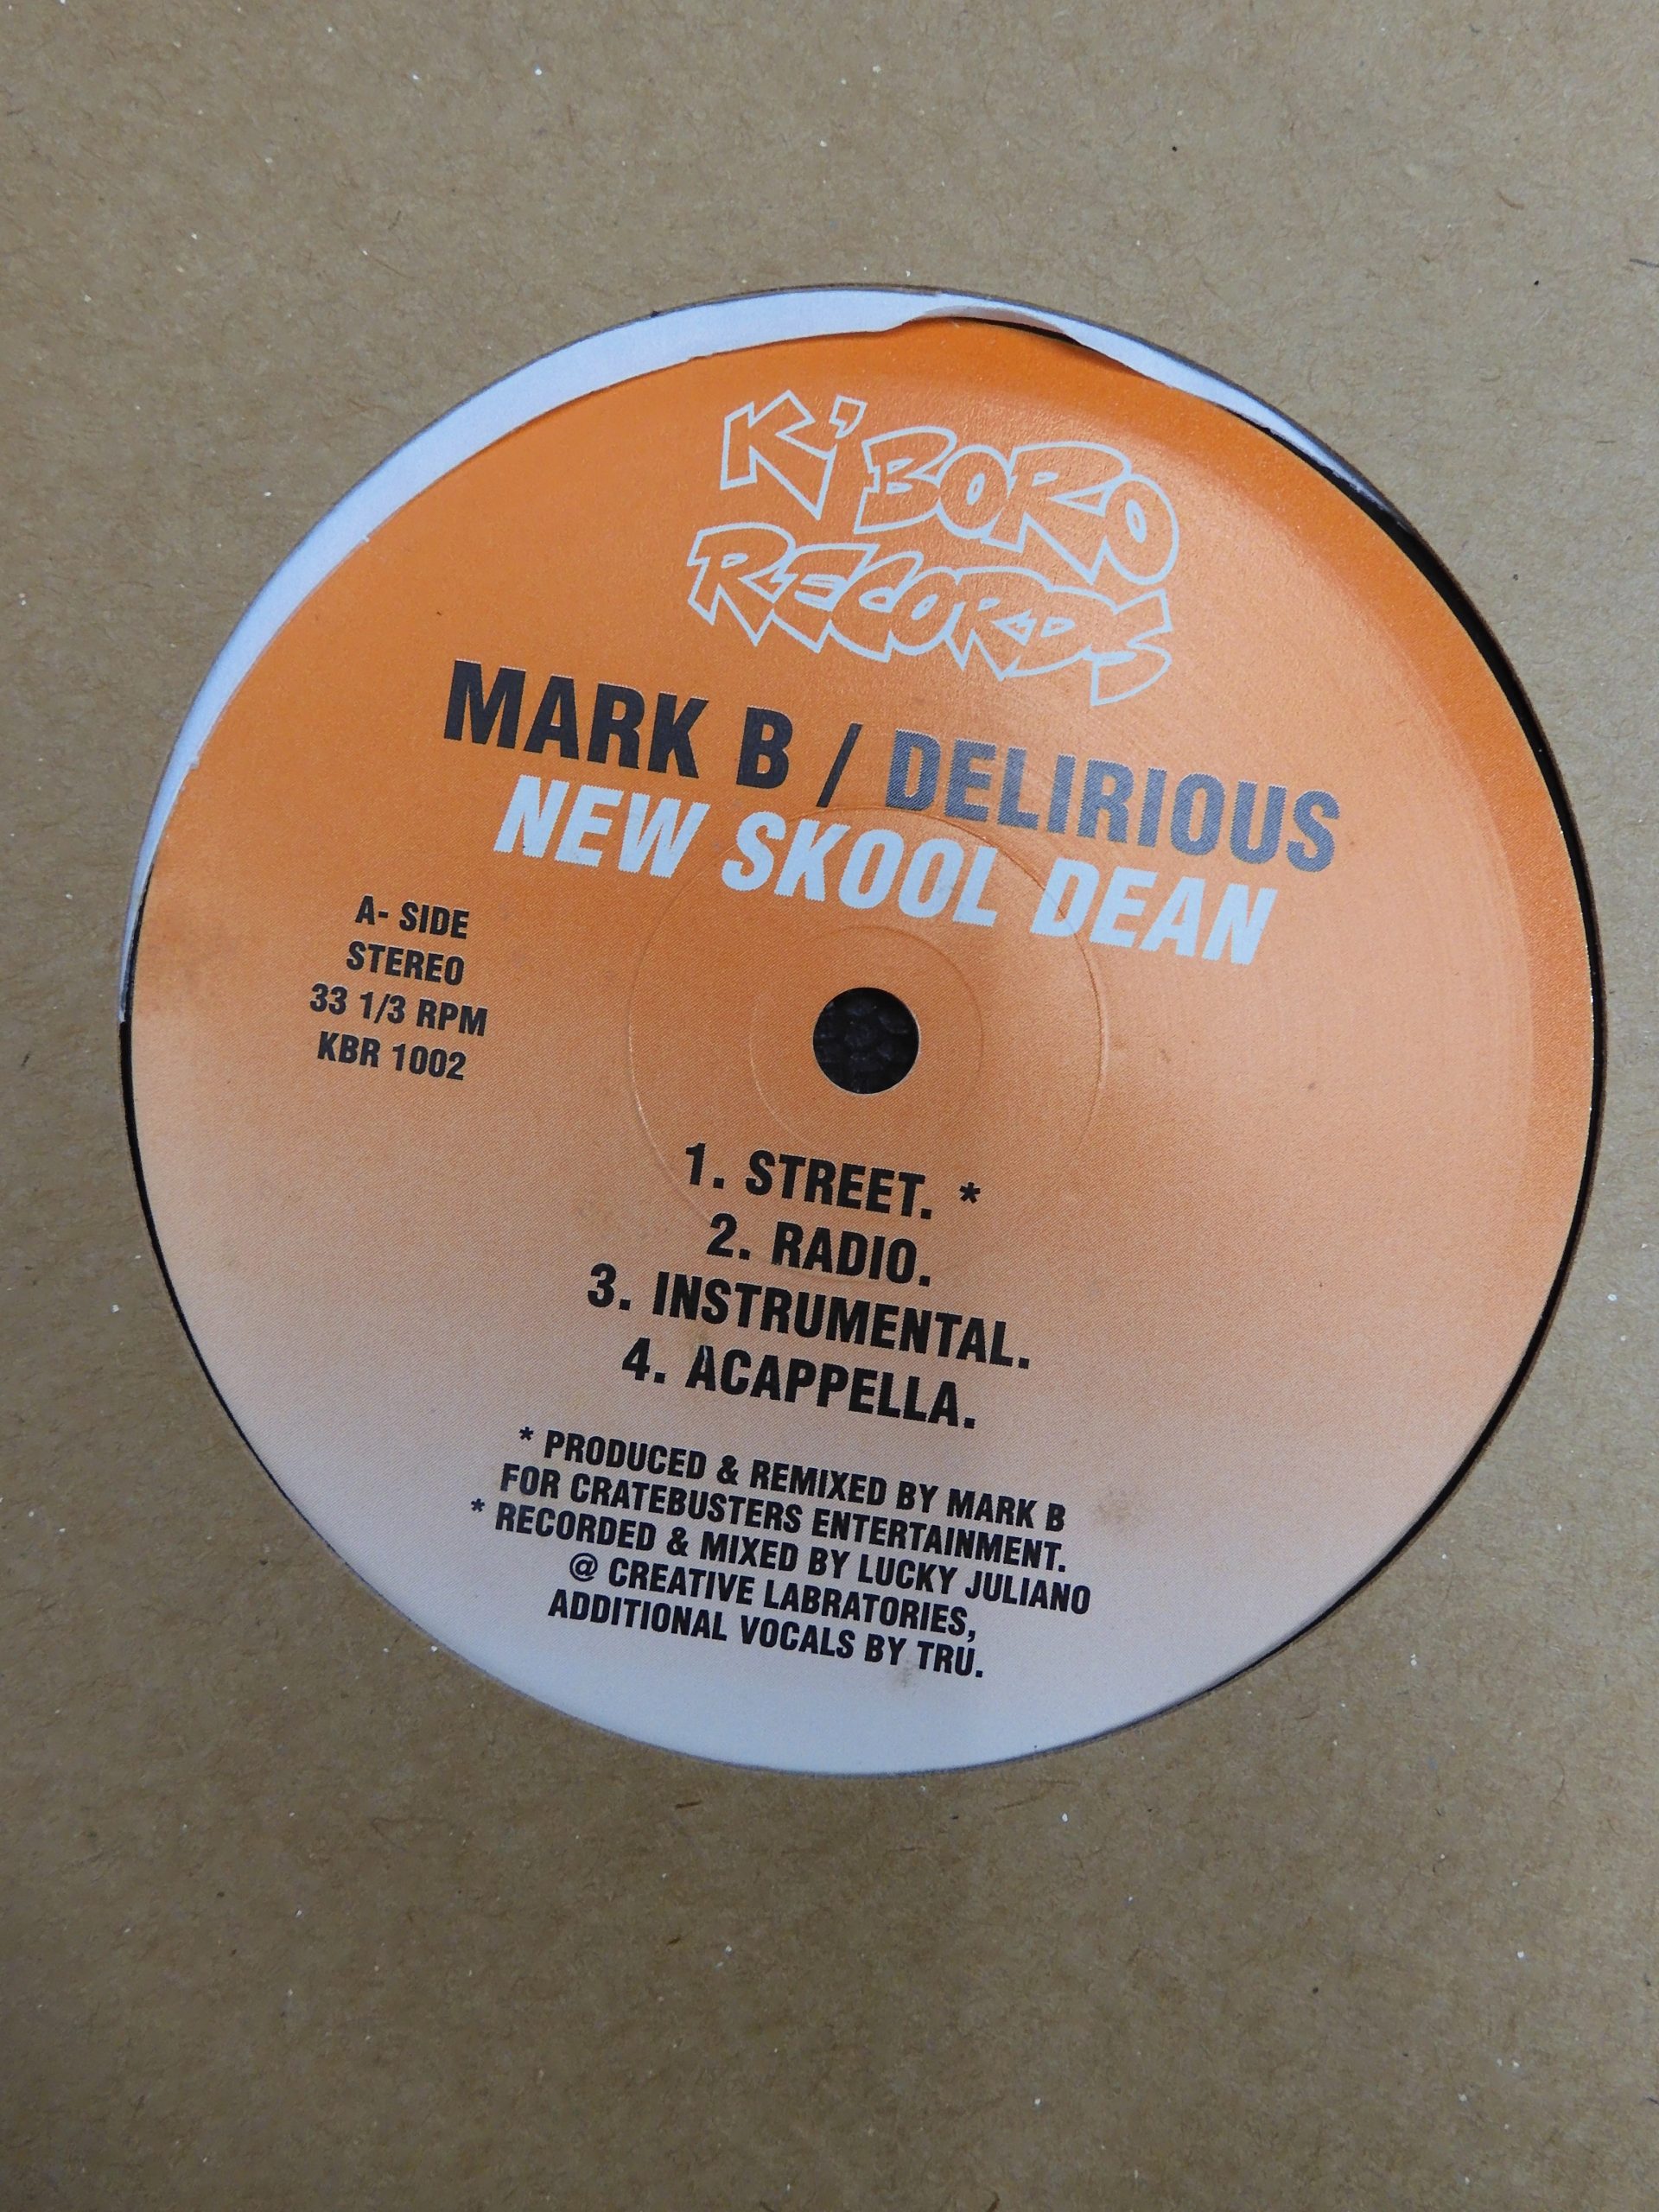 K'BORO
RECORDS
MARK B / DELIRIOUS
NEW SKOOL DEAN
A- SIDE
STEREO
33 1/3 RPM
KBR 1002
1. STREET. *
2. RADIO.
3. INSTRUMENTAL.
4. ACAPPELLA.
* PRODUCED & REMIXED BY MARK B
FOR CRATEBUSTERS ENTERTAINMENT.
* RECORDED & MIXED BY LUCKY JULIANO
@ CREATIVE LABRATORIES,
ADDITIONAL VOCALS BY TRU.